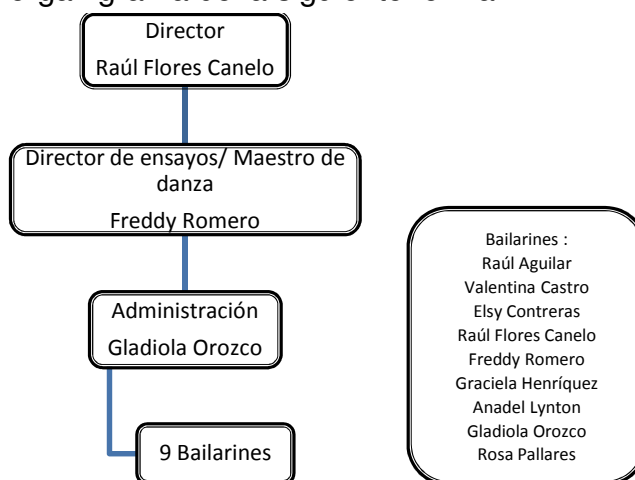 Director
Raúl Flores Canelo
Director de ensayos/ Maestro de
danza
Freddy Romero
Administración
Gladiola Orozco
9 Bailarines
Bailarines :
Raúl Aguilar
Valentina Castro
Elsy Contreras
Raúl Flores Canelo
Freddy Romero
Graciela Henríquez
Anadel Lynton
Gladiola Orozco
Rosa Pallares